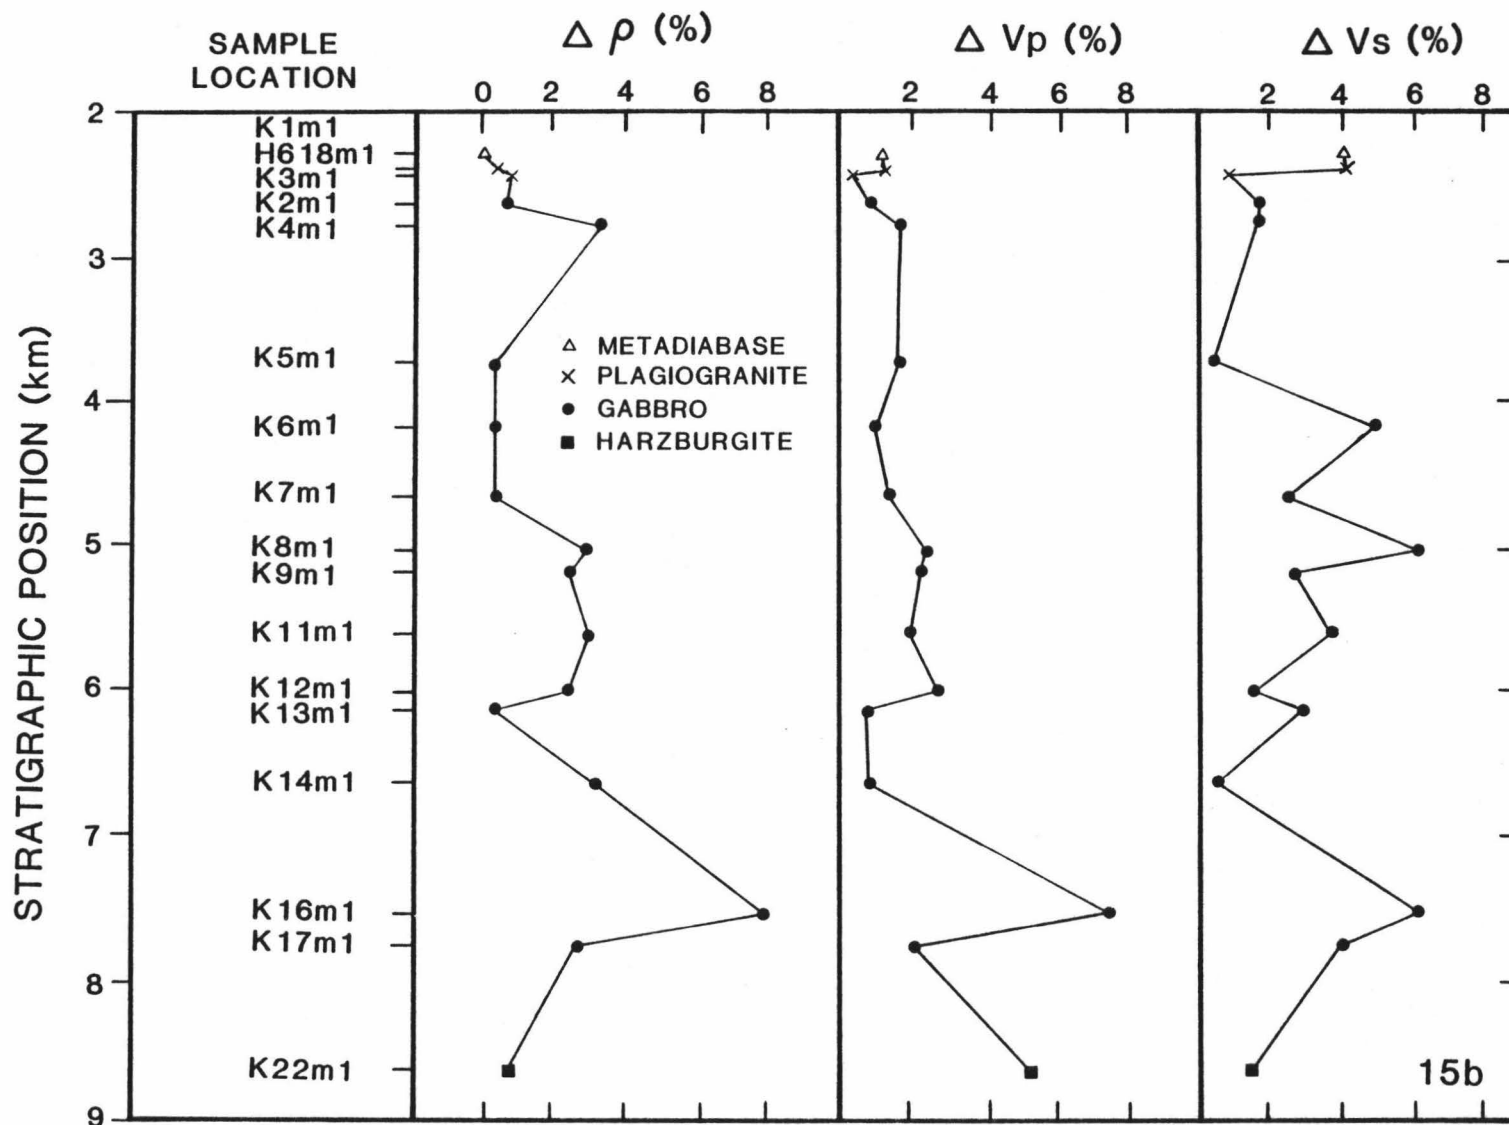 SAMPLE
LOCATION
Δ ρ (%)
Δ Vp (%)
Δ Vs (%)
0 2 4 6 8
2 4 6 8
2 4 6 8
STRATIGRAPHIC POSITION (km)
2
3
4
5
6
7
8
9
K1m1
H618m1
K3m1
K2m1
K4m1
K5m1
K6m1
K7m1
K8m1
K9m1
K11m1
K12m1
K13m1
K14m1
K16m1
K17m1
K22m1
△ METADIABASE
× PLAGIOGRANITE
● GABBRO
■ HARZBURGITE
15b